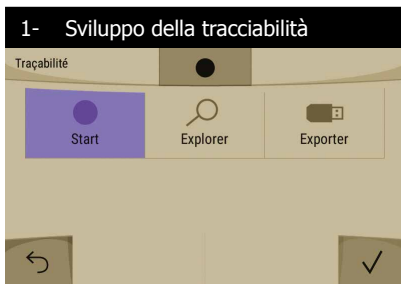 1- Sviluppo della tracciabilità
Traçabilité
Start Explorer Exporter